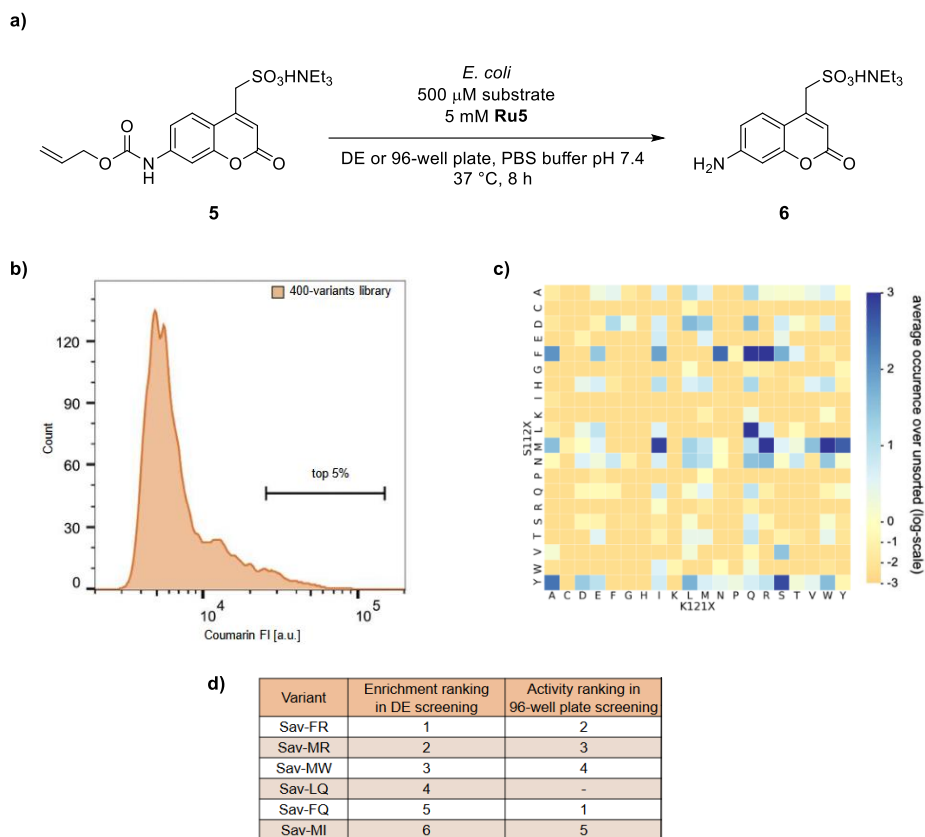 a)
SO3HNEt3
E. coli
500 µM substrate
5 mM Ru5
SO3HNEt3
O
O
N
H
O
O
DE or 96-well plate, PBS buffer pH 7.4
37 °C, 8 h
H2N
O
O
5
6
b)
c)
400-variants library
120
90
60
30
0
Count
top 5%
10^4
10^5
Coumarin FI [a.u.]
A
C
D
E
F
G
H
I
K
L
M
N
P
Q
R
S
T
V
W
Y
S112X
A C D E F G H I K L M N P Q R S T V W Y
K121X
3
2
1
0
-1
-2
-3
average occurence over unsorted (log-scale)
d)
Variant Enrichment ranking in DE screening Activity ranking in 96-well plate screening
Sav-FR 1 2
Sav-MR 2 3
Sav-MW 3 4
Sav-LQ 4 -
Sav-FQ 5 1
Sav-MI 6 5